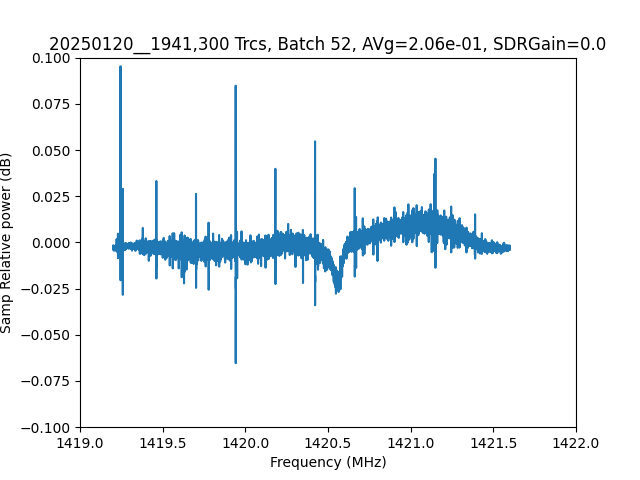 20250120__1941,300 Trcs, Batch 52, AVg=2.06e-01, SDRGain=0.0
0.100
0.075
0.050
0.025
0.000
−0.025
−0.050
−0.075
−0.100
Samp Relative power (dB)
1419.0 1419.5 1420.0 1420.5 1421.0 1421.5 1422.0
Frequency (MHz)